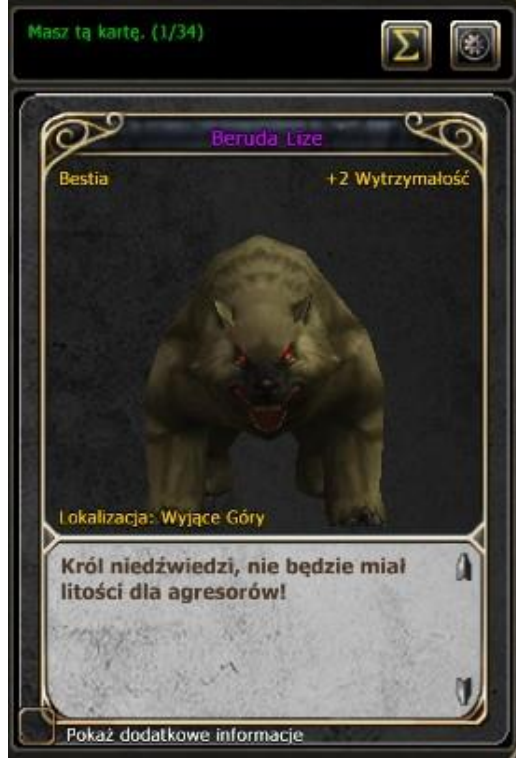 Masz tą kartę. (1/34)
Beruda Lize
Bestia
+2 Wytrzymałość
Lokalizacja: Wyjące Góry
Król niedźwiedzi, nie będzie miał
litości dla agresorów!
Pokaż dodatkowe informacje